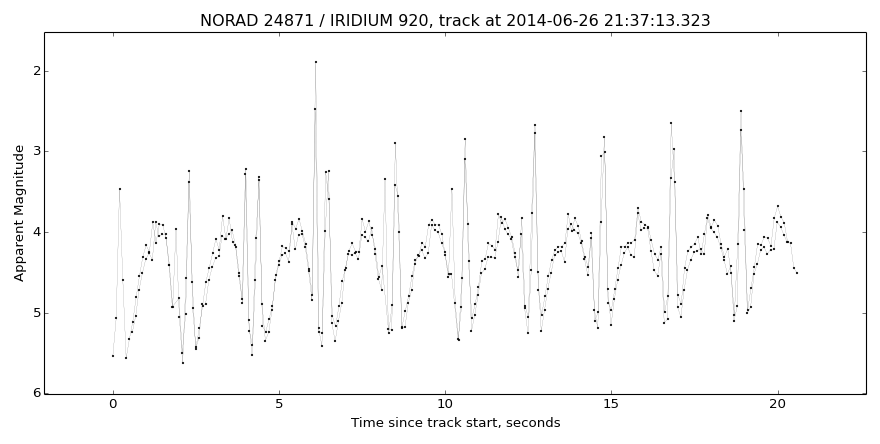 NORAD 24871 / IRIDIUM 920, track at 2014-06-26 21:37:13.323
2
3
4
5
6
Apparent Magnitude
0 5 10 15 20
Time since track start, seconds